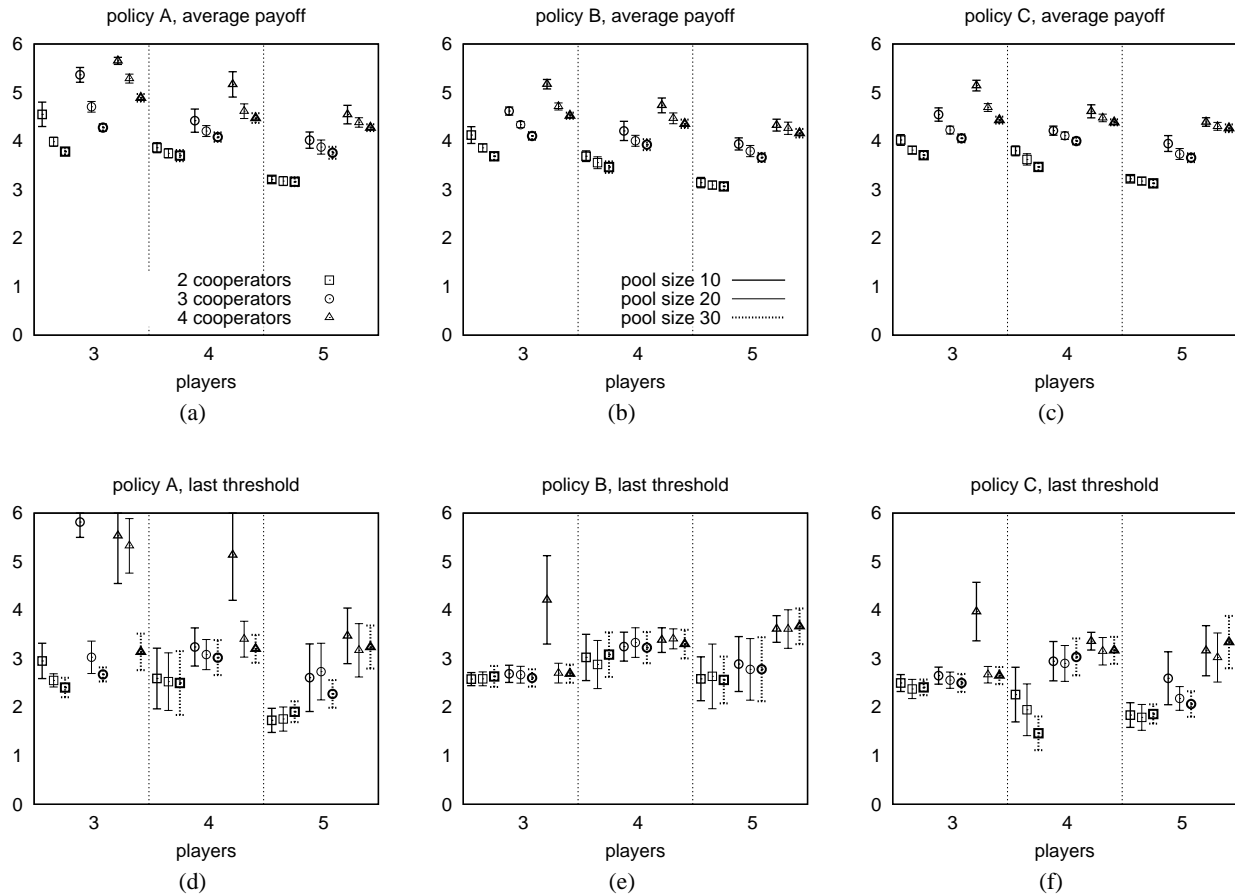 policy A, average payoff
6
5
4
3
2
1
0
2 cooperators
3 cooperators
4 cooperators
3 4 5
players
(a)
policy B, average payoff
6
5
4
3
2
1
0
pool size 10
pool size 20
pool size 30
3 4 5
players
(b)
policy C, average payoff
6
5
4
3
2
1
0
3 4 5
players
(c)
policy A, last threshold
6
5
4
3
2
1
0
3 4 5
players
(d)
policy B, last threshold
6
5
4
3
2
1
0
3 4 5
players
(e)
policy C, last threshold
6
5
4
3
2
1
0
3 4 5
players
(f)